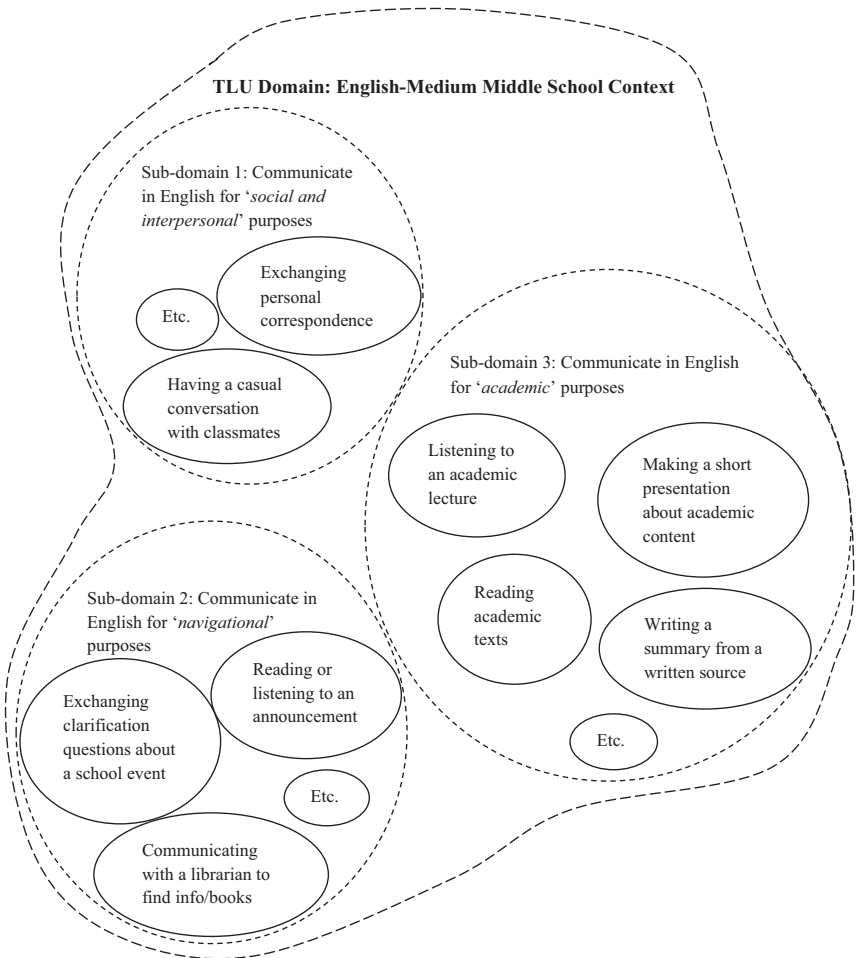 TLU Domain: English-Medium Middle School Context
Sub-domain 1: Communicate
in English for ‘social and
interpersonal’ purposes
Exchanging
personal
correspondence
Etc.
Having a casual
conversation
with classmates
Sub-domain 3: Communicate in English
for ‘academic’ purposes
Listening to
an academic
lecture
Making a short
presentation
about academic
content
Reading
academic
texts
Writing a
summary from a
written source
Etc.
Sub-domain 2: Communicate in
English for ‘navigational’
purposes
Reading or
listening to an
announcement
Exchanging
clarification
questions about
a school event
Etc.
Communicating
with a librarian to
find info/books